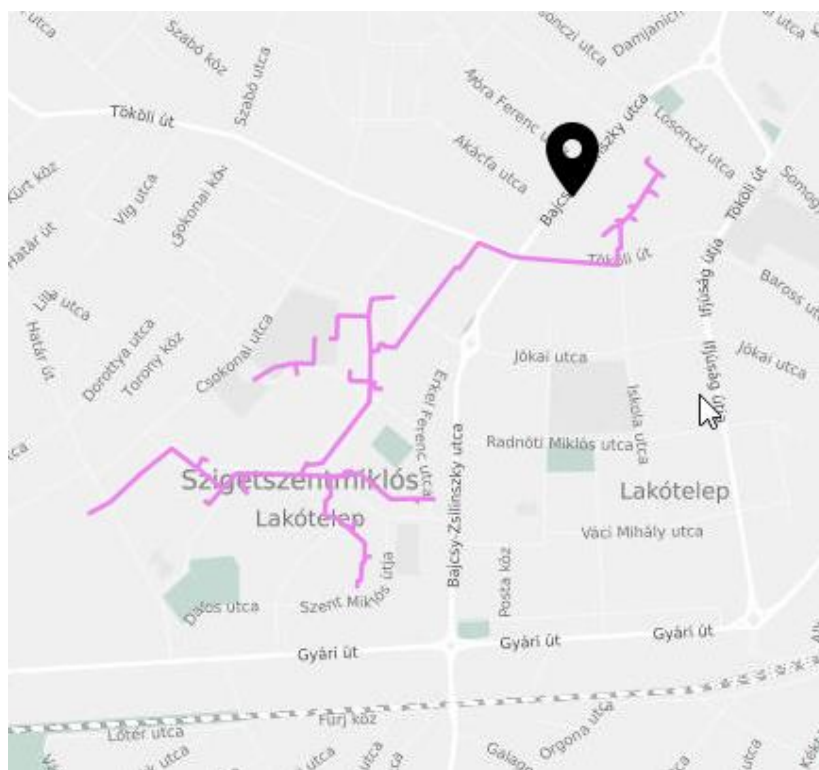 Szabó köz
Damjanich
Szabó utca
Móra Ferenc u
Tököli út
Losonczi utca
Akácfa utca
Kürt köz
Tököli út
Vig utca
Csokonai köz
Határ út
Tököli út
Ifjúság útja
Baross u
Dorottya utca
Határ út
Torony köz
Csokonai utca
Jókai utca
Jókai utca
Erkel Ferenc utca
Iskola utca
Radnóti Miklós utca
Szigetszentmiklós
Lakótelep
Lakótelep
Bajcsy-Zsilinszky utca
Váci Mihály utca
Posta köz
Dalos utca
Szent Miklós útja
Gyári út
Gyári út
Gyári út
Fürj köz
Lőtér utca
Orgona utca
utca
utca